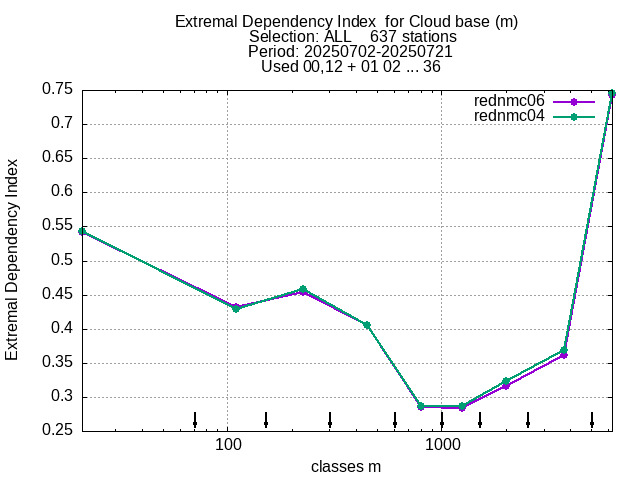 Extremal Dependency Index  for Cloud base (m)
Selection: ALL    637 stations
Period: 20250702-20250721
Used 00,12 + 01 02 ... 36
rednmc06
rednmc04
0.75
0.7
0.65
0.6
0.55
0.5
0.45
0.4
0.35
0.3
0.25
Extremal Dependency Index
100
1000
classes m